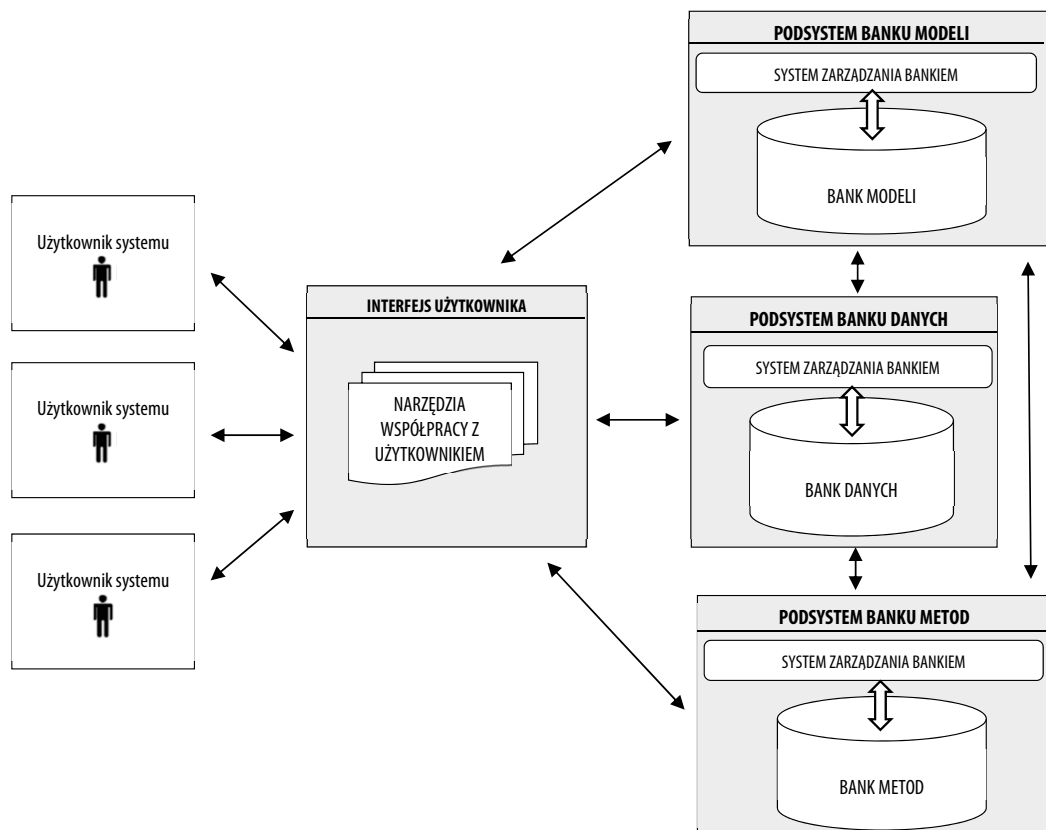 PODSYSTEM BANKU MODELI
SYSTEM ZARZĄDZANIA BANKIEM
BANK MODELI
Użytkownik systemu
Użytkownik systemu
Użytkownik systemu
INTERFEJS UŻYTKOWNIKA
NARZĘDZIA
WSPÓŁPRACY Z
UŻYTKOWNIKIEM
PODSYSTEM BANKU DANYCH
SYSTEM ZARZĄDZANIA BANKIEM
BANK DANYCH
PODSYSTEM BANKU METOD
SYSTEM ZARZĄDZANIA BANKIEM
BANK METOD